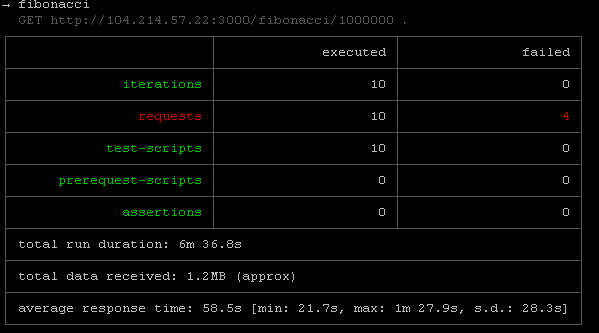 → fibonacci
GET http://104.214.57.22:3000/fibonacci/1000000 .
executed failed
iterations 10 0
requests 10 4
test-scripts 10 0
prerequest-scripts 0 0
assertions 0 0
total run duration: 6m 36.8s
total data received: 1.2MB (approx)
average response time: 58.5s [min: 21.7s, max: 1m 27.9s, s.d.: 28.3s]